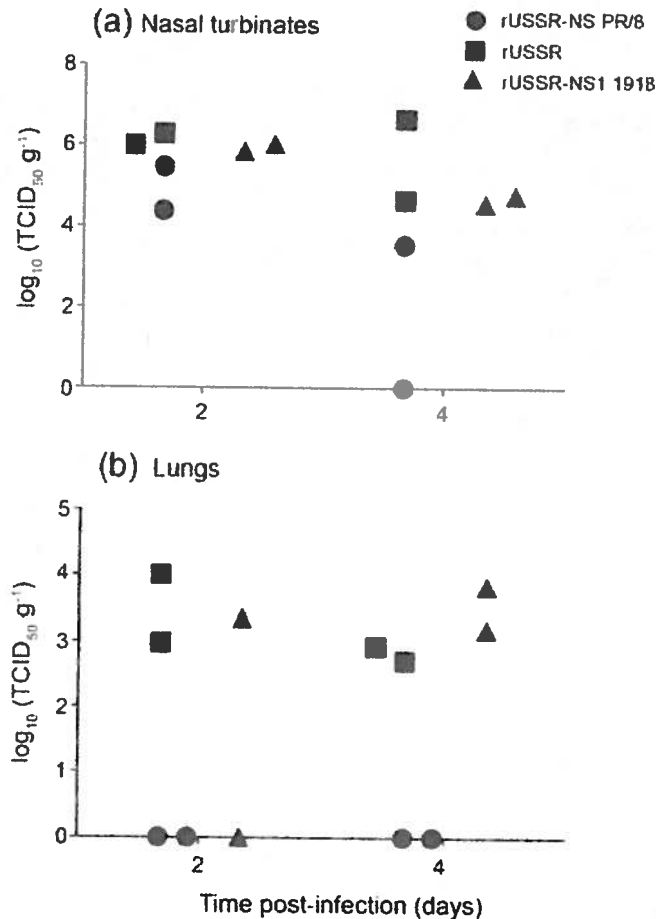 (a) Nasal turbinates
rUSSR-NS PR/8
rUSSR
rUSSR-NS1 1918
8
6
4
2
0
log10 (TCID50 g-1)
2
4
(b) Lungs
5
4
3
2
1
0
log10 (TCID50 g-1)
2
4
Time post-infection (days)